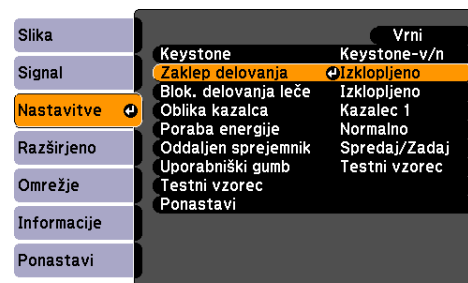 Slika
Signal
Nastavitve
Razširjeno
Omrežje
Informacije
Ponastavi
Vrni
Keystone Keystone-v/n
Zaklep delovanja Izklopljeno
Blok. delovanja leče Izklopljeno
Oblika kazalca Kazalec 1
Poraba energije Normalno
Oddaljen sprejemnik Spredaj/Zadaj
Uporabniški gumb Testni vzorec
Testni vzorec
Ponastavi